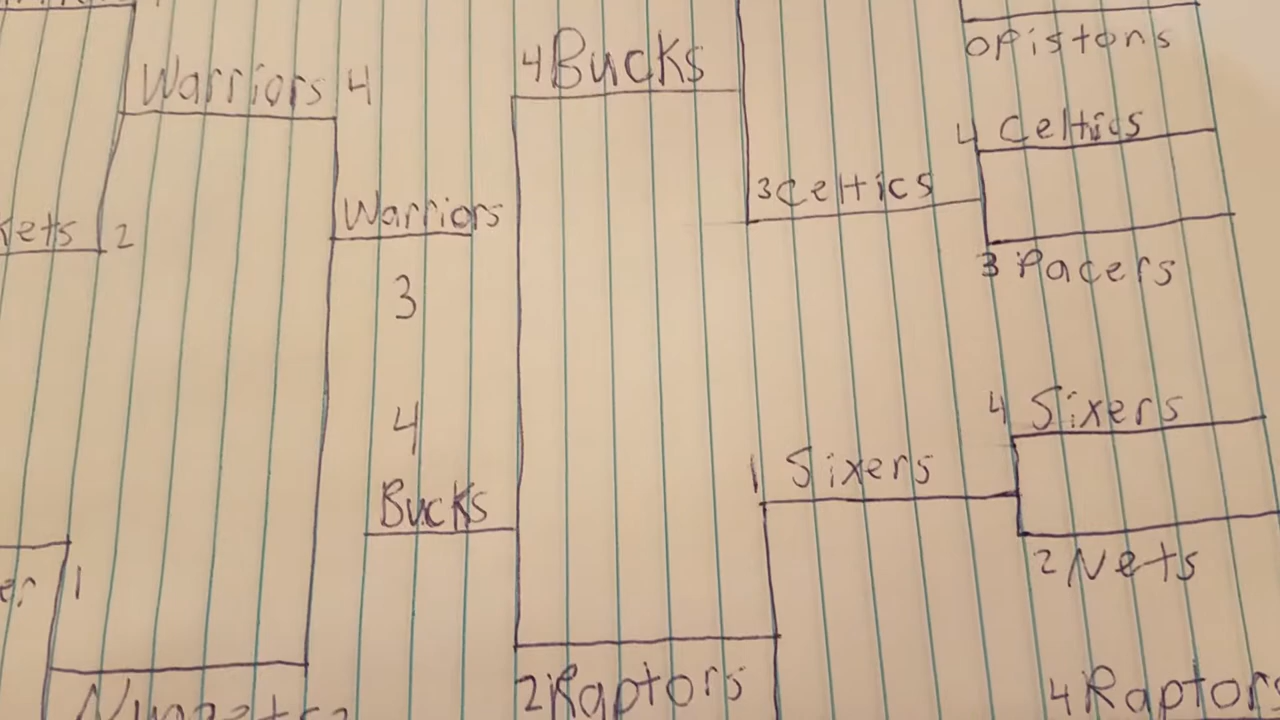 0 Pistons
4 Bucks
Warriors 4
4 Celtics
3 Celtics
Warriors
2
3 Pacers
3
4
4 Sixers
1 Sixers
Bucks
2 Nets
1
2 Raptors
4 Raptors